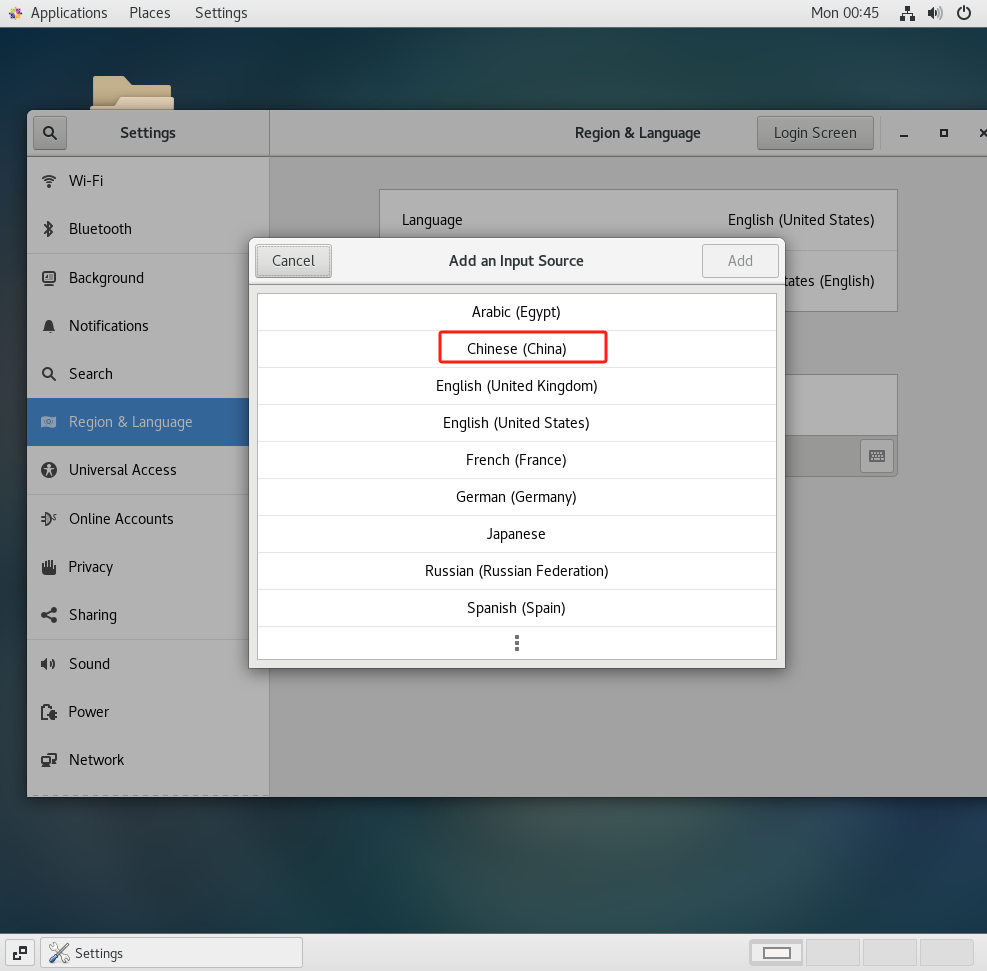 Applications Places Settings Mon 00:45
Settings Region & Language Login Screen
Wi-Fi
Bluetooth
Background
Notifications
Search
Region & Language
Universal Access
Online Accounts
Privacy
Sharing
Sound
Power
Network
Language English (United States)
tates (English)
Cancel Add an Input Source Add
Arabic (Egypt)
Chinese (China)
English (United Kingdom)
English (United States)
French (France)
German (Germany)
Japanese
Russian (Russian Federation)
Spanish (Spain)
Settings